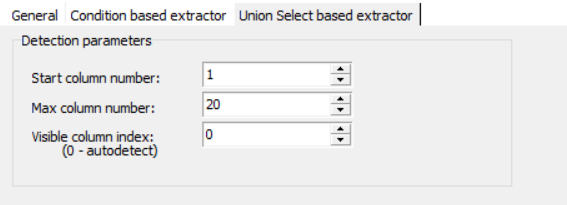 General Condition based extractor Union Select based extractor
Detection parameters
Start column number: 1
Max column number: 20
Visible column index: 0
(0 - autodetect)